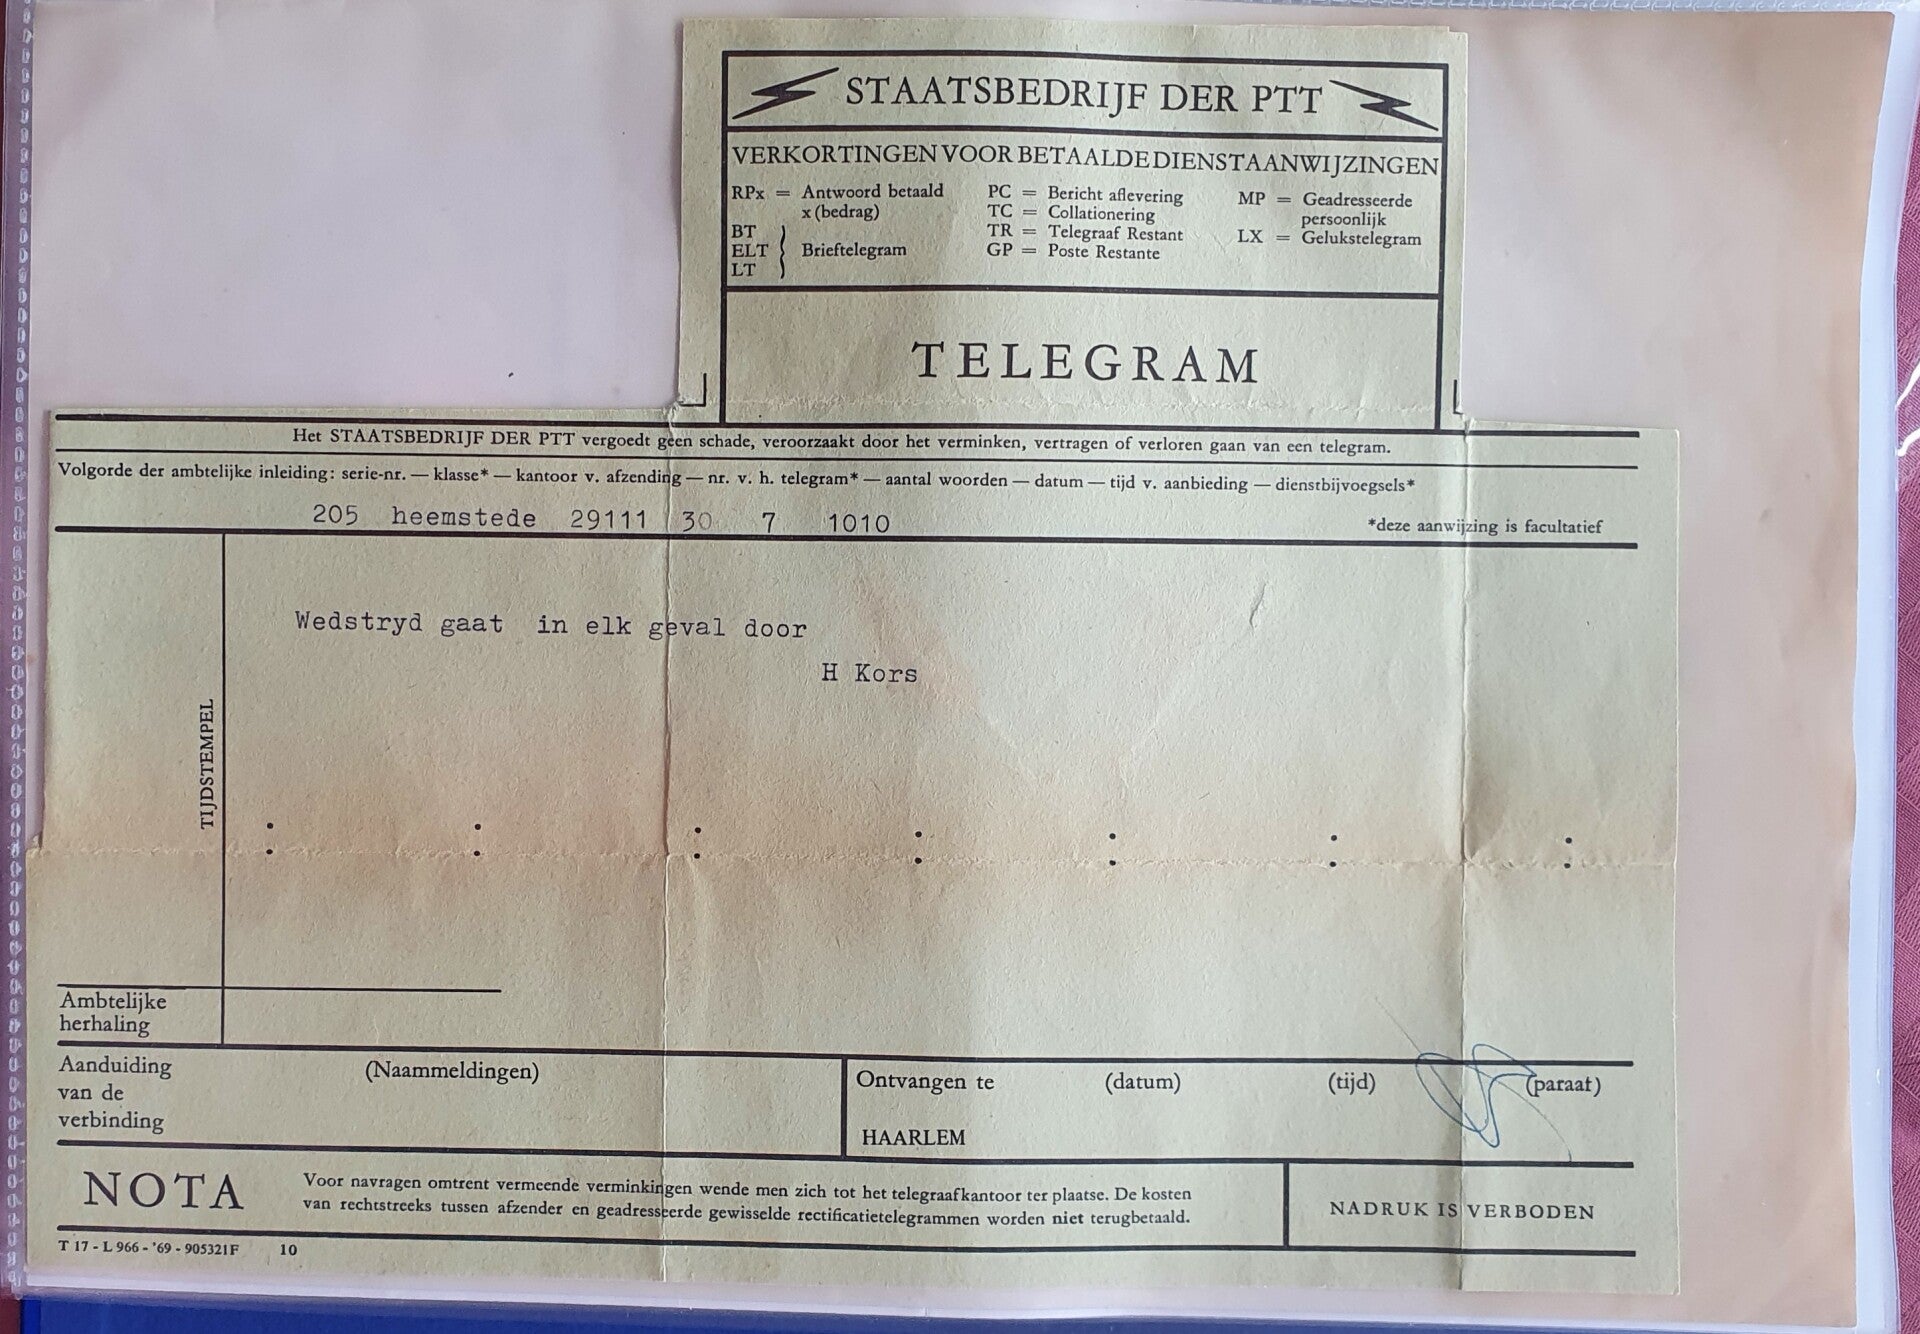 STAATSBEDRIJF DER PTT
VERKORTINGEN VOOR BETAALDE DIENSTAANWIJZINGEN
RPx = Antwoord betaald
x (bedrag)
BT
ELT } Brieftelegram
LT
PC = Bericht aflevering
TC = Collationering
TR = Telegraaf Restant
GP = Poste Restante
MP = Geadresseerde
persoonlijk
LX = Gelukstelegram
TELEGRAM
Het STAATSBEDRIJF DER PTT vergoedt geen schade, veroorzaakt door het verminken, vertragen of verloren gaan van een telegram.
Volgorde der ambtelijke inleiding: serie-nr. — klasse* — kantoor v. afzending — nr. v. h. telegram* — aantal woorden — datum — tijd v. aanbieding — dienstbijvoegsels*
205 heemstede 29111 30 7 1010
*deze aanwijzing is facultatief
Wedstryd gaat in elk geval door
H Kors
TIJDSTEMPEL
: : : : : : :
Ambtelijke
herhaling
Aanduiding
van de
verbinding
(Naammeldingen)
Ontvangen te (datum) (tijd) (paraat)
HAARLEM
NOTA
Voor navragen omtrent vermeende verminkingen wende men zich tot het telegraafkantoor ter plaatse. De kosten
van rechtstreeks tussen afzender en geadresseerde gewisselde rectificatietelegrammen worden niet terugbetaald.
NADRUK IS VERBODEN
T 17 - L 966 - '69 - 905321F 10